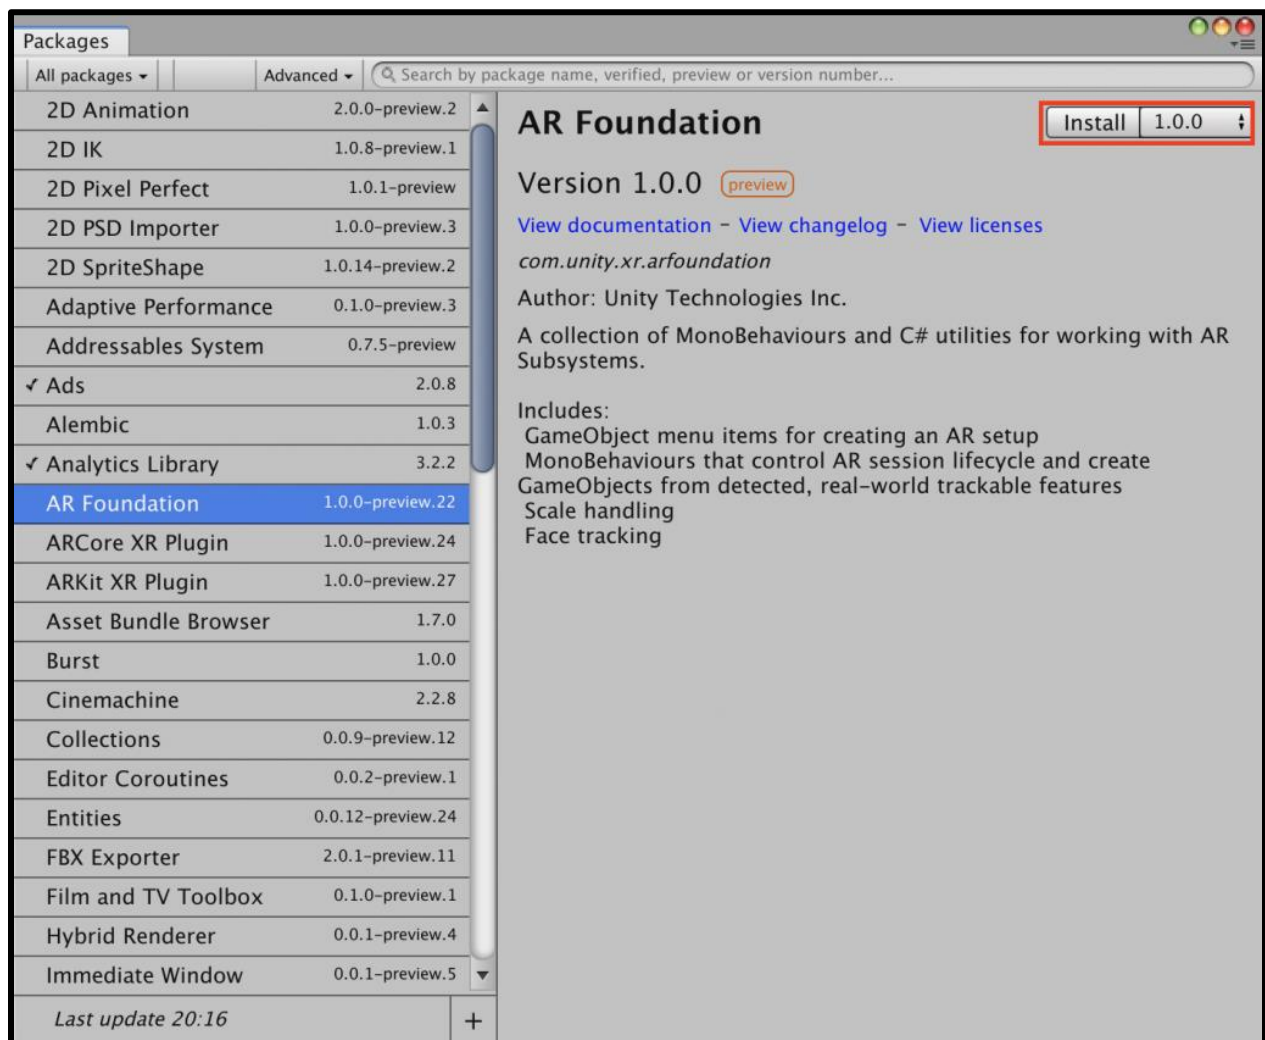 Packages
All packages
Advanced
Search by package name, verified, preview or version number...
2D Animation 2.0.0-preview.2
2D IK 1.0.8-preview.1
2D Pixel Perfect 1.0.1-preview
2D PSD Importer 1.0.0-preview.3
2D SpriteShape 1.0.14-preview.2
Adaptive Performance 0.1.0-preview.3
Addressables System 0.7.5-preview
✓ Ads 2.0.8
Alembic 1.0.3
✓ Analytics Library 3.2.2
AR Foundation 1.0.0-preview.22
ARCore XR Plugin 1.0.0-preview.24
ARKit XR Plugin 1.0.0-preview.27
Asset Bundle Browser 1.7.0
Burst 1.0.0
Cinemachine 2.2.8
Collections 0.0.9-preview.12
Editor Coroutines 0.0.2-preview.1
Entities 0.0.12-preview.24
FBX Exporter 2.0.1-preview.11
Film and TV Toolbox 0.1.0-preview.1
Hybrid Renderer 0.0.1-preview.4
Immediate Window 0.0.1-preview.5
Last update 20:16 +
AR Foundation
Install 1.0.0
Version 1.0.0 preview
View documentation - View changelog - View licenses
com.unity.xr.arfoundation
Author: Unity Technologies Inc.
A collection of MonoBehaviours and C# utilities for working with AR
Subsystems.
Includes:
GameObject menu items for creating an AR setup
MonoBehaviours that control AR session lifecycle and create
GameObjects from detected, real-world trackable features
Scale handling
Face tracking